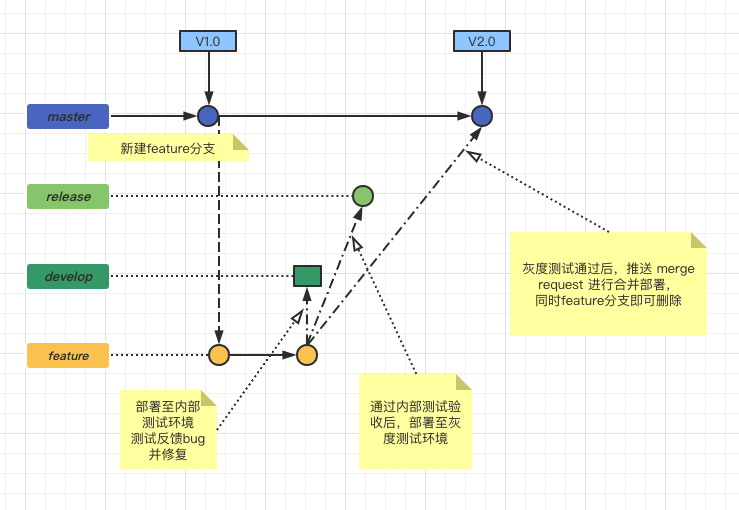 V1.0
V2.0
master
新建feature分支
release
develop
灰度测试通过后，推送 merge
request 进行合并部署，
同时feature分支即可删除
feature
部署至内部
测试环境
测试反馈bug
并修复
通过内部测试验
收后，部署至灰
度测试环境